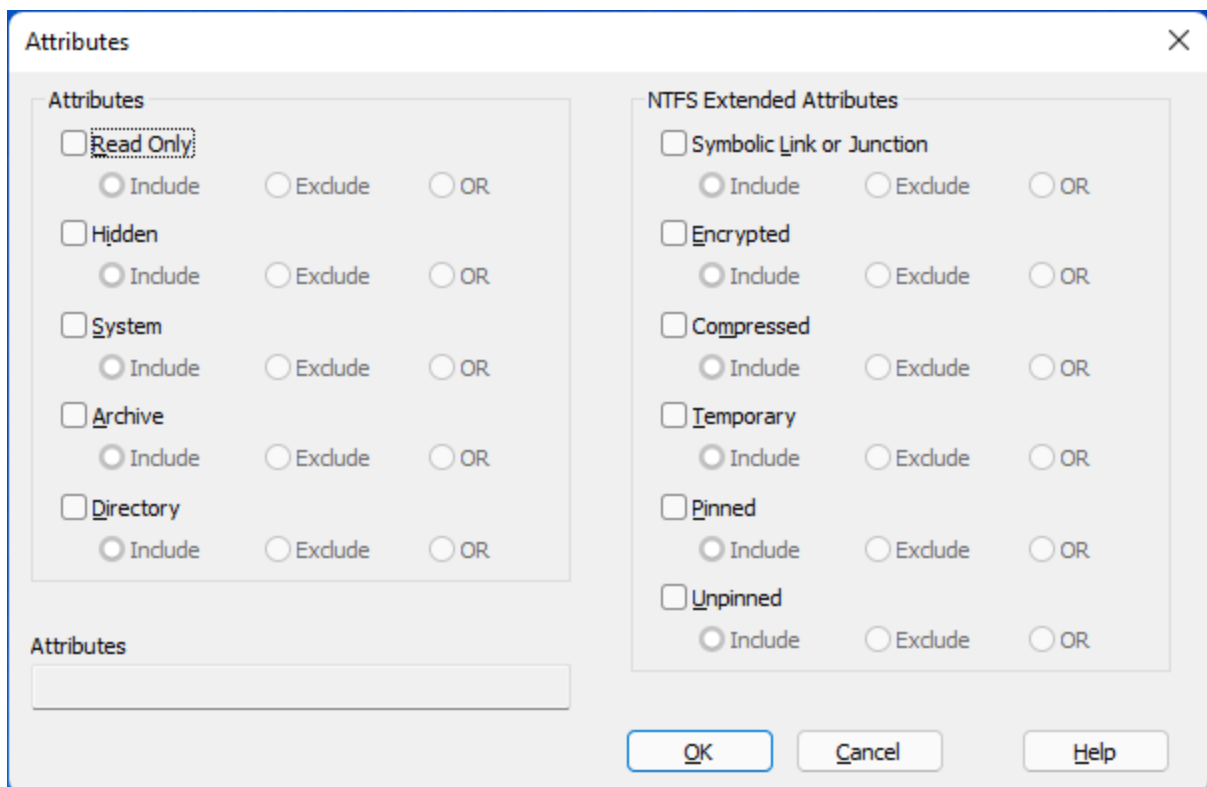 Attributes
Attributes
Read Only
Include Exclude OR
Hidden
Include Exclude OR
System
Include Exclude OR
Archive
Include Exclude OR
Directory
Include Exclude OR
Attributes
NTFS Extended Attributes
Symbolic Link or Junction
Include Exclude OR
Encrypted
Include Exclude OR
Compressed
Include Exclude OR
Temporary
Include Exclude OR
Pinned
Include Exclude OR
Unpinned
Include Exclude OR
OK Cancel Help